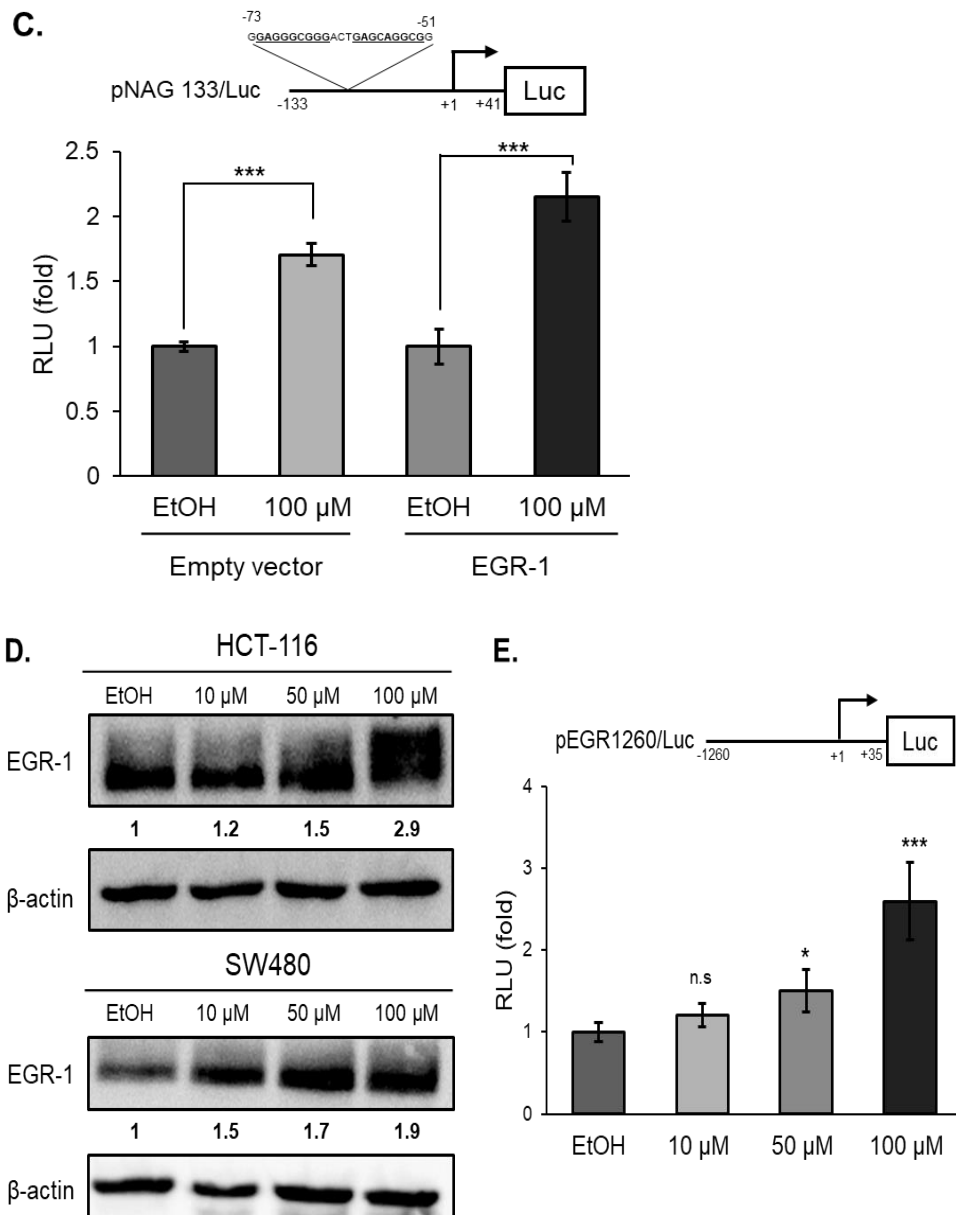 C.
-73 -51
GGAGGGCGGGACTGAGCAGGCGG
pNAG 133/Luc
-133 +1 +41 Luc
2.5
2
1.5
1
0.5
0
RLU (fold)
*** ***
EtOH 100 µM EtOH 100 µM
Empty vector EGR-1
D.
HCT-116
EtOH 10 µM 50 µM 100 µM
EGR-1
1 1.2 1.5 2.9
β-actin
SW480
EtOH 10 µM 50 µM 100 µM
EGR-1
1 1.5 1.7 1.9
β-actin
E.
pEGR1260/Luc
-1260 +1 +35 Luc
4
3
2
1
0
RLU (fold)
n.s * ***
EtOH 10 µM 50 µM 100 µM